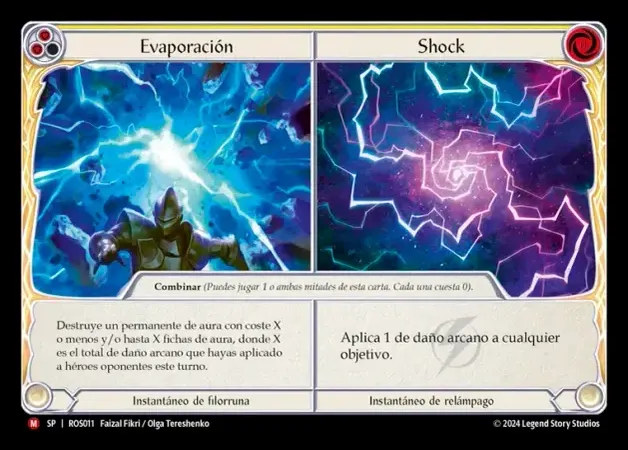 Evaporación
Shock
Combinar (Puedes jugar 1 o ambas mitades de esta carta. Cada una cuesta 0).
Destruye un permanente de aura con coste X
o menos y/o hasta X fichas de aura, donde X
es el total de daño arcano que hayas aplicado
a héroes oponentes este turno.
Aplica 1 de daño arcano a cualquier
objetivo.
Instantáneo de filorruna
Instantáneo de relámpago
M SP | ROS011 Faizal Fikri / Olga Tereshenko
© 2024 Legend Story Studios